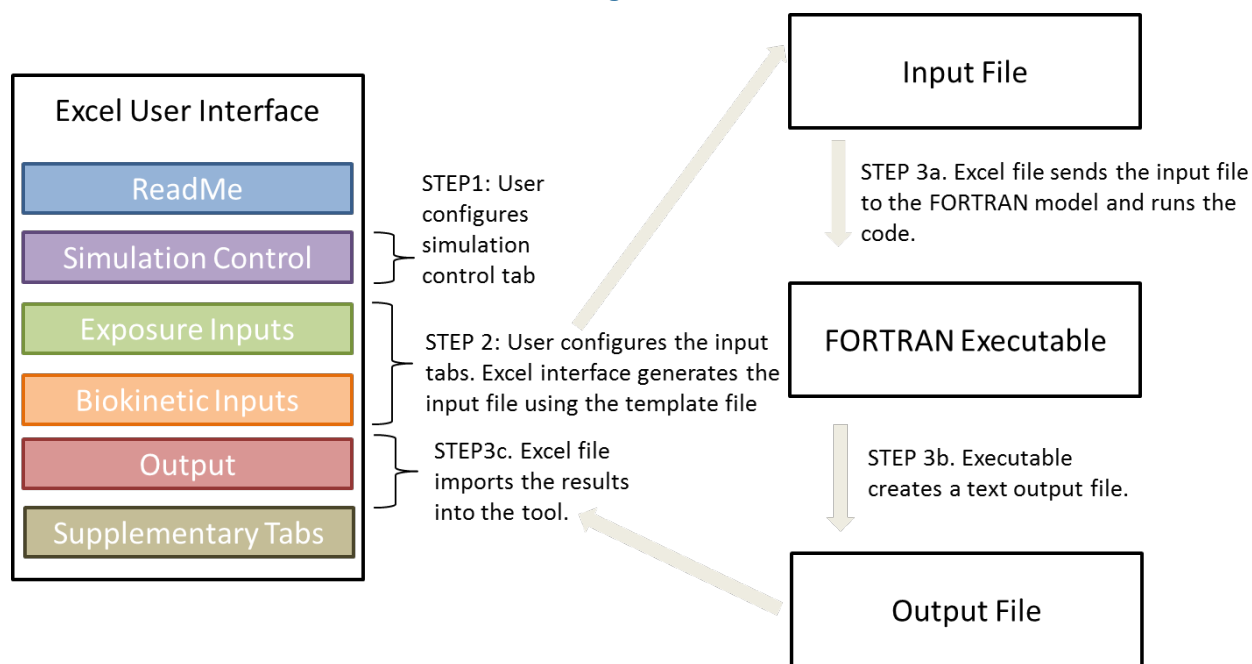 Excel User Interface
ReadMe
Simulation Control
Exposure Inputs
Biokinetic Inputs
Output
Supplementary Tabs
STEP1: User
configures
simulation
control tab
STEP 2: User configures the input
tabs. Excel interface generates the
input file using the template file
STEP3c. Excel file
imports the results
into the tool.
Input File
STEP 3a. Excel file sends the input file
to the FORTRAN model and runs the
code.
FORTRAN Executable
STEP 3b. Executable
creates a text output file.
Output File